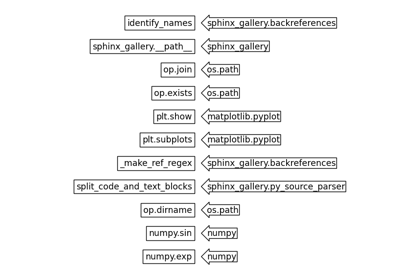 identify_names sphinx_gallery.backreferences
sphinx_gallery.__path__ sphinx_gallery
op.join os.path
op.exists os.path
plt.show matplotlib.pyplot
plt.subplots matplotlib.pyplot
_make_ref_regex sphinx_gallery.backreferences
split_code_and_text_blocks sphinx_gallery.py_source_parser
op.dirname os.path
numpy.sin numpy
numpy.exp numpy